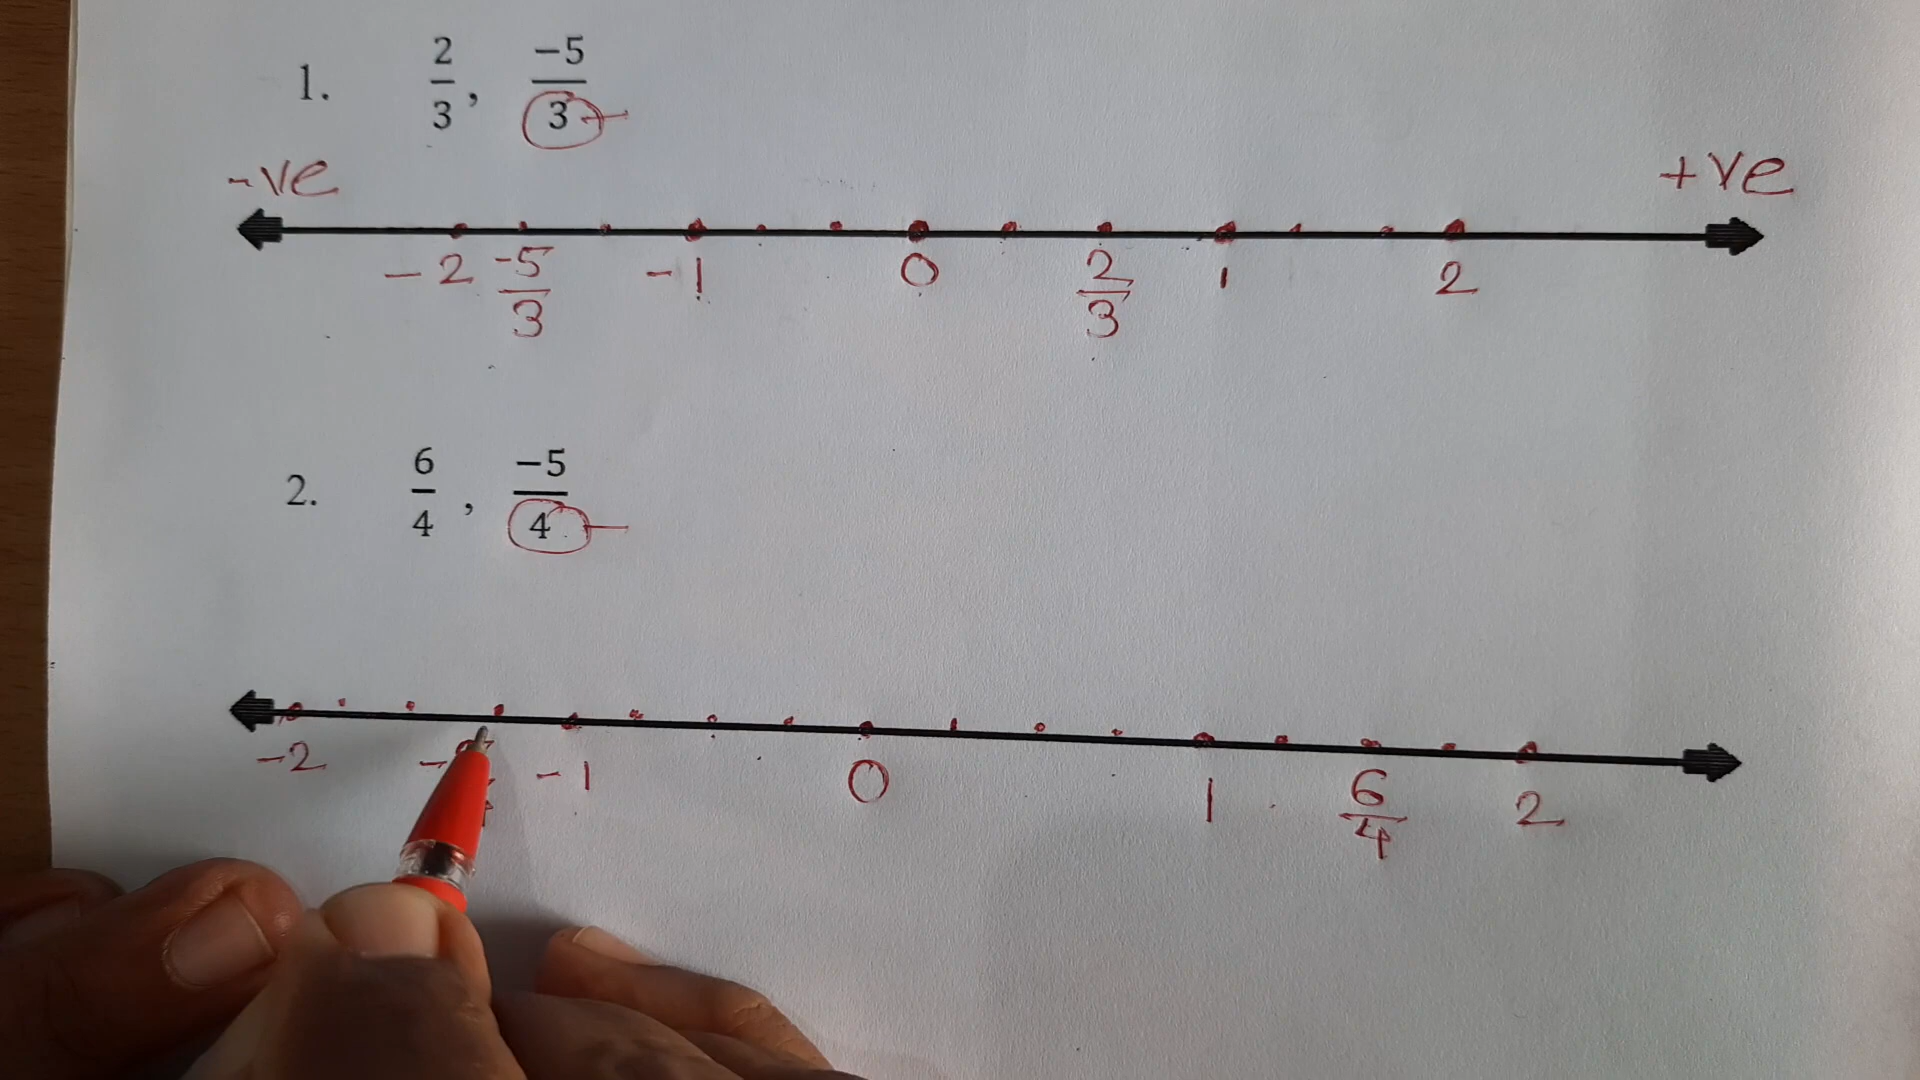 1. 2/3, -5/3
-ve +ve
-2 -5/3 -1 0 2/3 1 2
2. 6/4, -5/4
-2 - -1 0 1 6/4 2